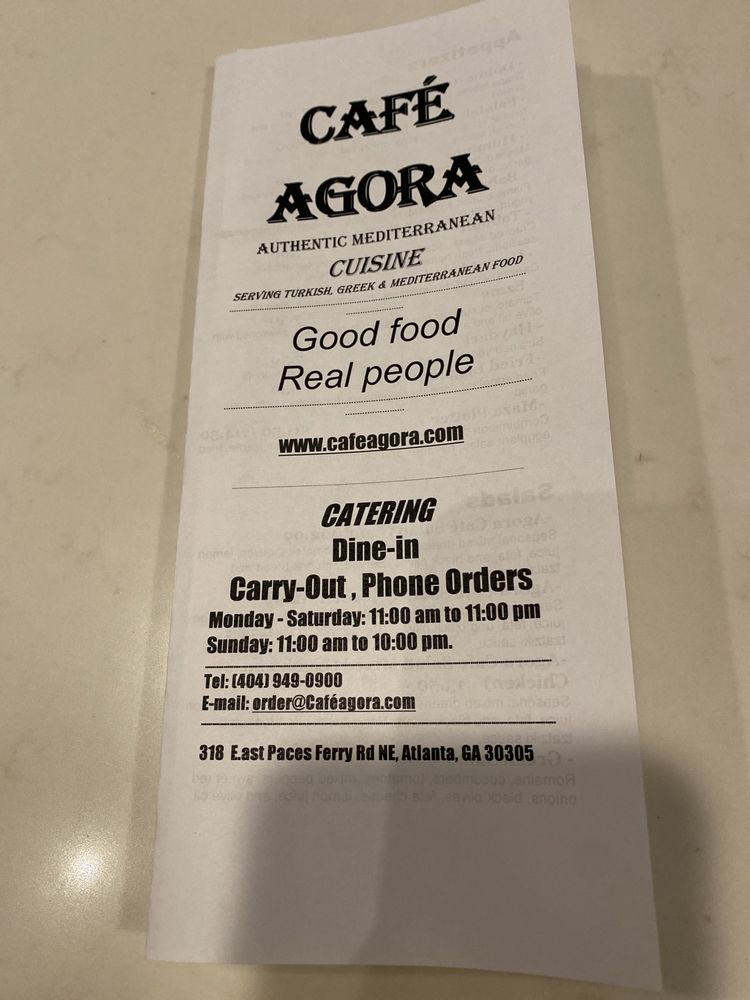 CAFÉ
AGORA
AUTHENTIC MEDITERRANEAN
CUISINE
SERVING TURKISH, GREEK & MEDITERRANEAN FOOD
Good food
Real people
www.cafeagora.com
CATERING
Dine-in
Carry-Out , Phone Orders
Monday - Saturday: 11:00 am to 11:00 pm
Sunday: 11:00 am to 10:00 pm.
Tel: (404) 949-0900
E-mail: order@Caféagora.com
318 E.ast Paces Ferry Rd NE, Atlanta, GA 30305